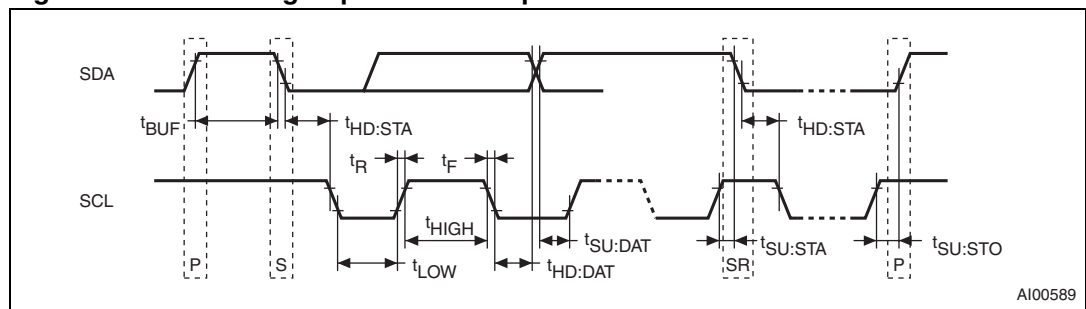 SDA
tBUF
tHD:STA
tHD:STA
tR
tF
SCL
tHIGH
tSU:DAT
tSU:STA
tSU:STO
P
S
tLOW
tHD:DAT
SR
P
AI00589